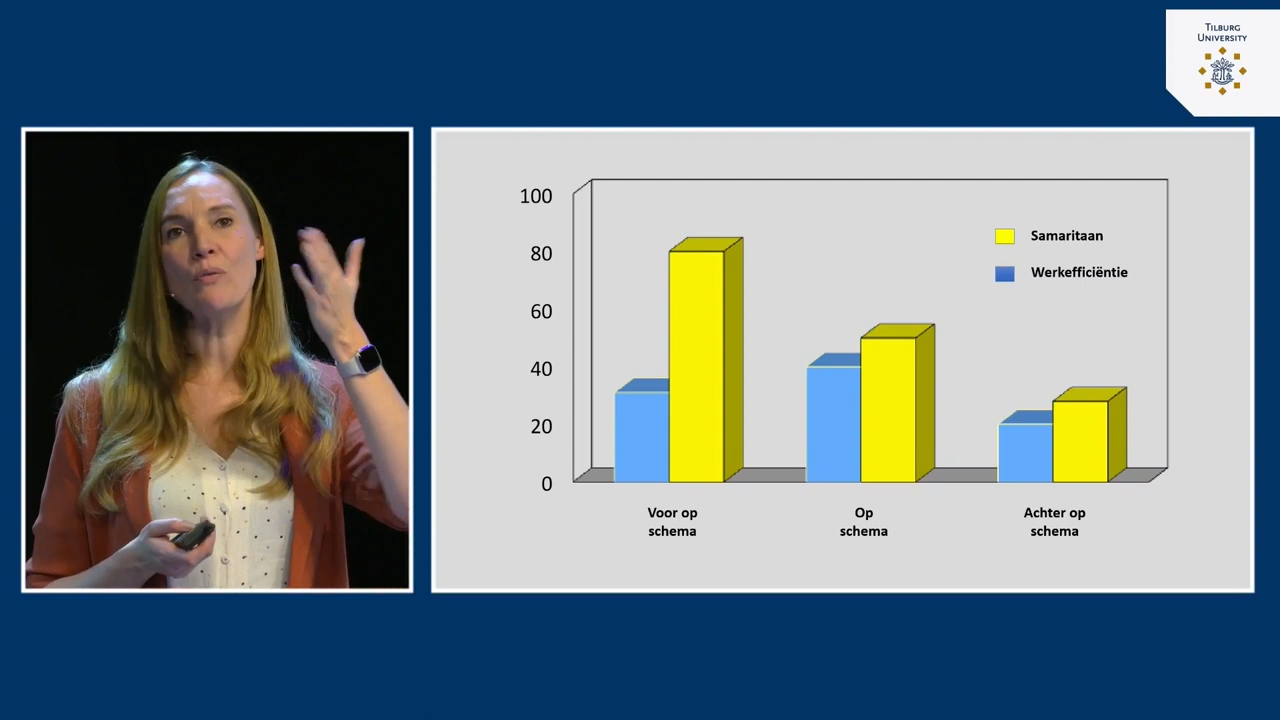 TILBURG
UNIVERSITY
100
80
60
40
20
0
Samaritaan
Werkefficiëntie
Voor op
schema
Op
schema
Achter op
schema